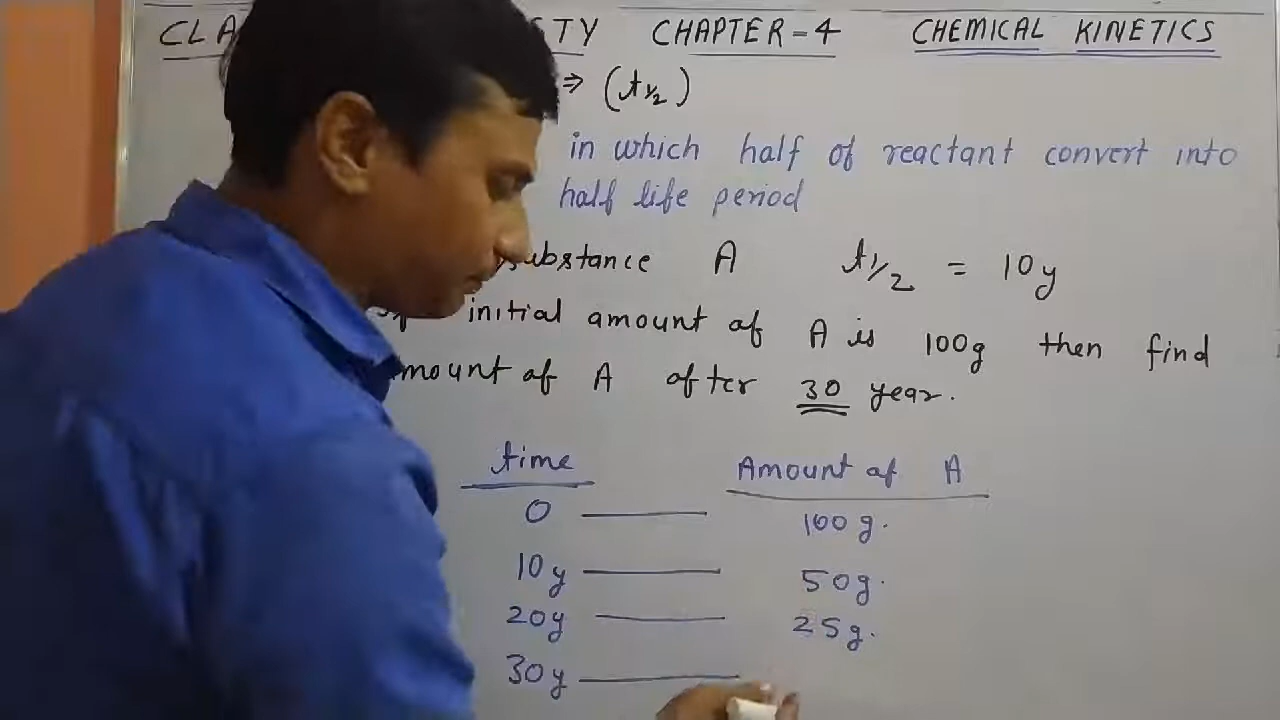 CLA STY CHAPTER-4 CHEMICAL KINETICS
⇒ (t½)
in which half of reactant convert into
half life period
substance A t1/2 = 10y
initial amount of A is 100g then find
mount of A after 30 year.
time Amount of A
0 100g.
10y 50g.
20y 25g.
30y